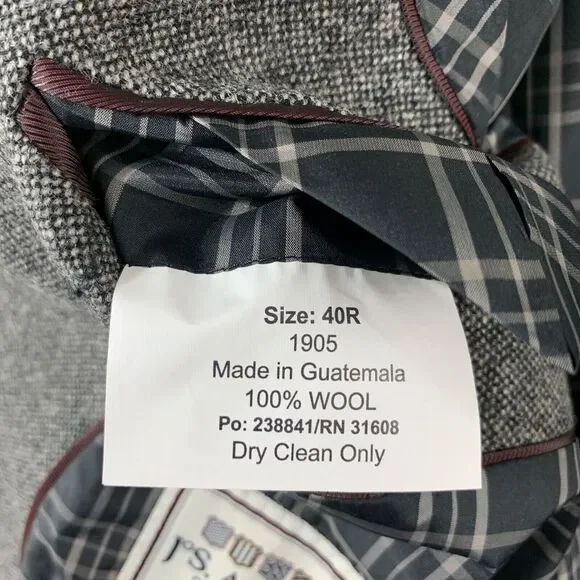 Size: 40R
1905
Made in Guatemala
100% WOOL
Po: 238841/RN 31608
Dry Clean Only